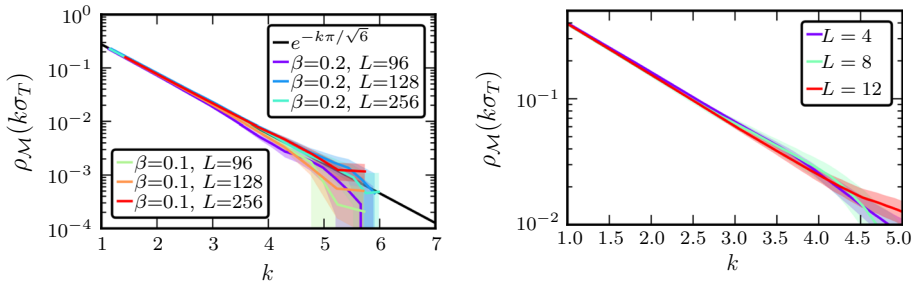 10^0
10^{-1}
10^{-2}
10^{-3}
10^{-4}
ρ_M(kσ_T)
e^{-kπ/√6}
β=0.2, L=96
β=0.2, L=128
β=0.2, L=256
β=0.1, L=96
β=0.1, L=128
β=0.1, L=256
1 2 3 4 5 6 7
k
10^{-1}
10^{-2}
ρ_M(kσ_T)
L = 4
L = 8
L = 12
1.0 1.5 2.0 2.5 3.0 3.5 4.0 4.5 5.0
k